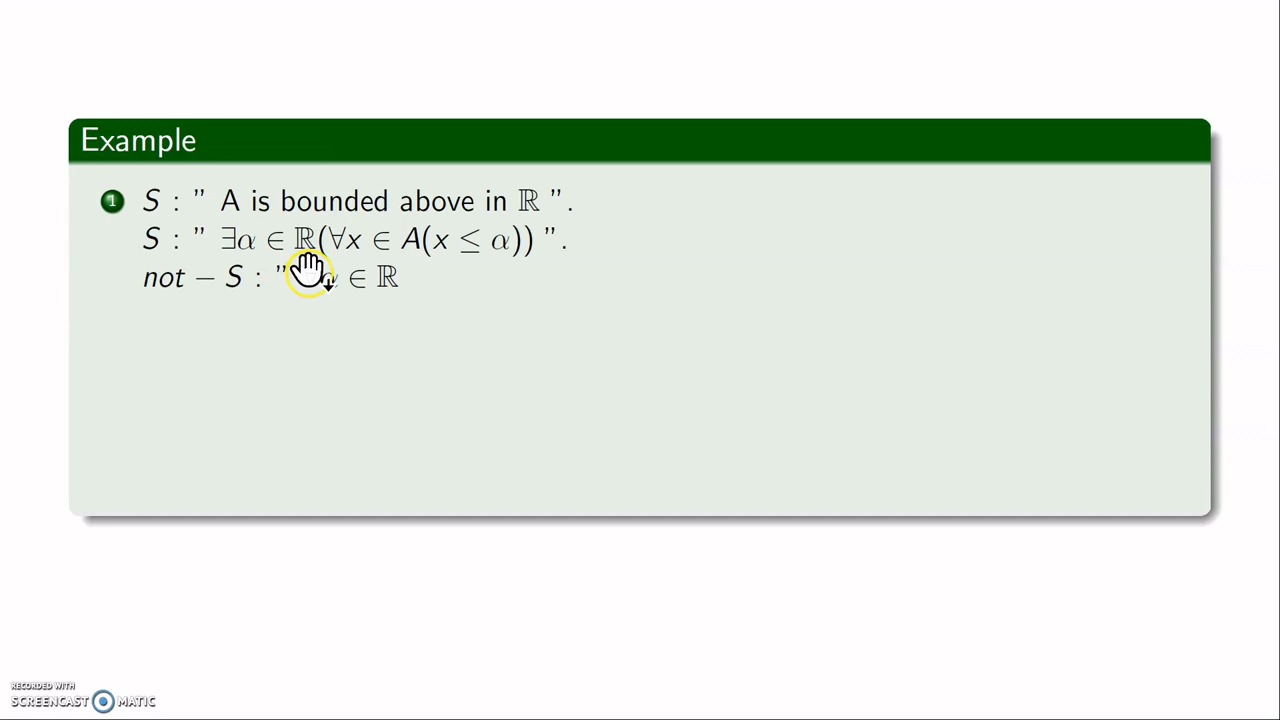 Example
1 S : ” A is bounded above in ℝ ”.
S : ” ∃α ∈ ℝ(∀x ∈ A(x ≤ α)) ”.
not − S : ” α ∈ ℝ
RECORDED WITH
SCREENCAST MATIC